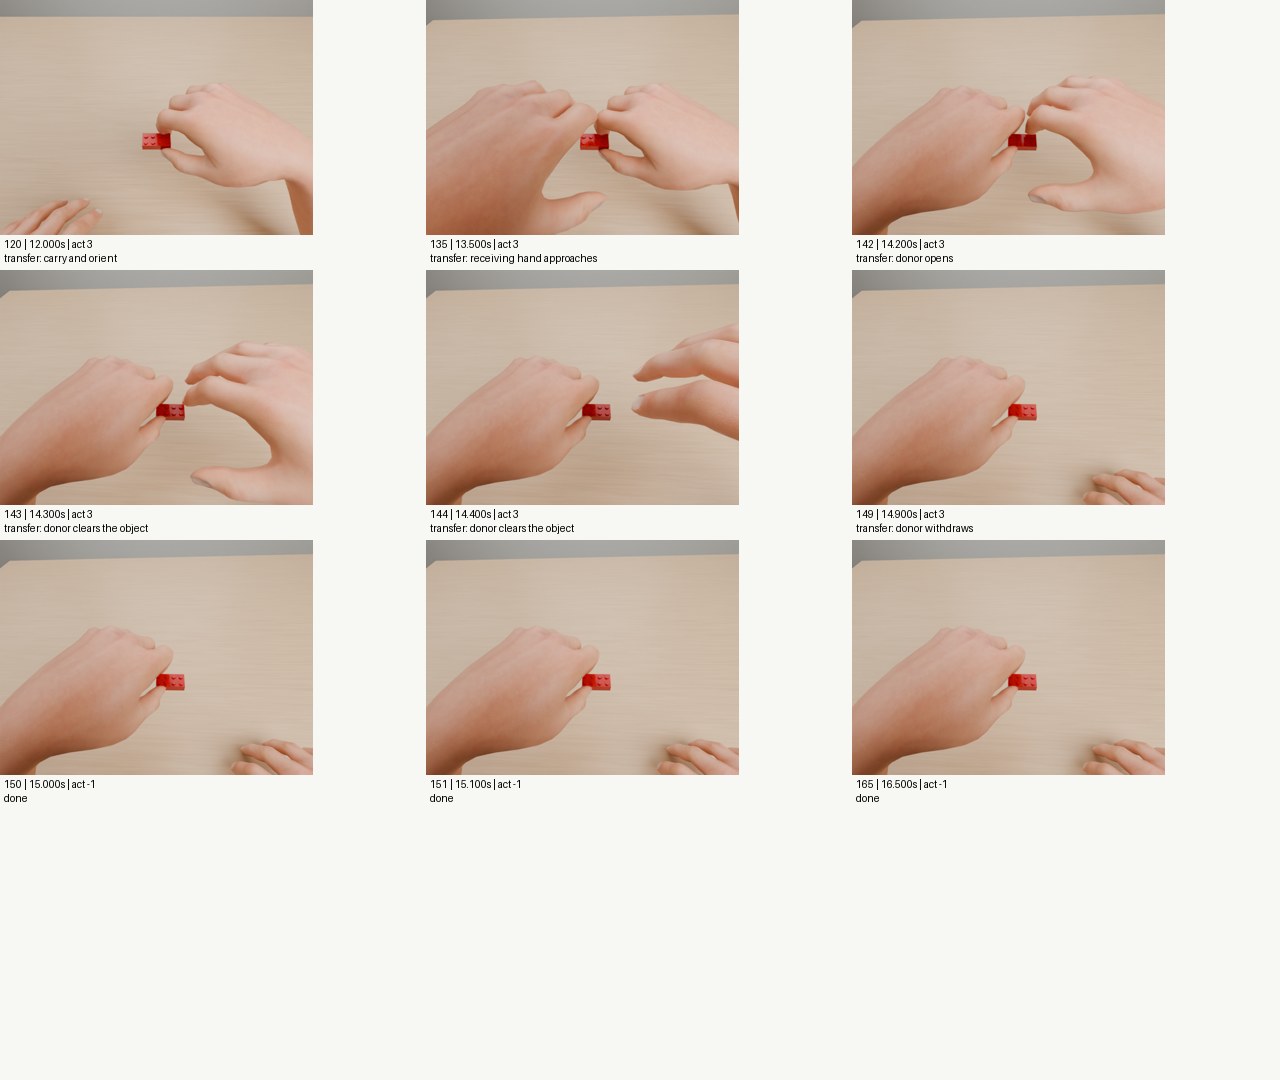 120 | 12.000s | act 3
transfer: carry and orient
135 | 13.500s | act 3
transfer: receiving hand approaches
142 | 14.200s | act 3
transfer: donor opens
143 | 14.300s | act 3
transfer: donor clears the object
144 | 14.400s | act 3
transfer: donor clears the object
149 | 14.900s | act 3
transfer: donor withdraws
150 | 15.000s | act -1
done
151 | 15.100s | act -1
done
165 | 16.500s | act -1
done